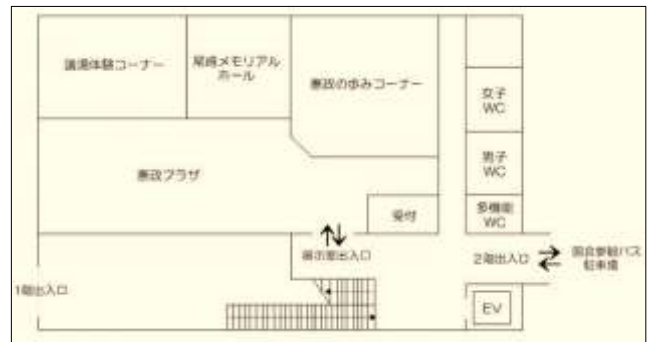 議場体験コーナー
尾崎メモリアル
ホール
憲政の歩みコーナー
女子
WC
男子
WC
憲政プラザ
受付
多機能
WC
展示室出入口
2階出入口
国会参観バス
駐車場
1階出入口
EV